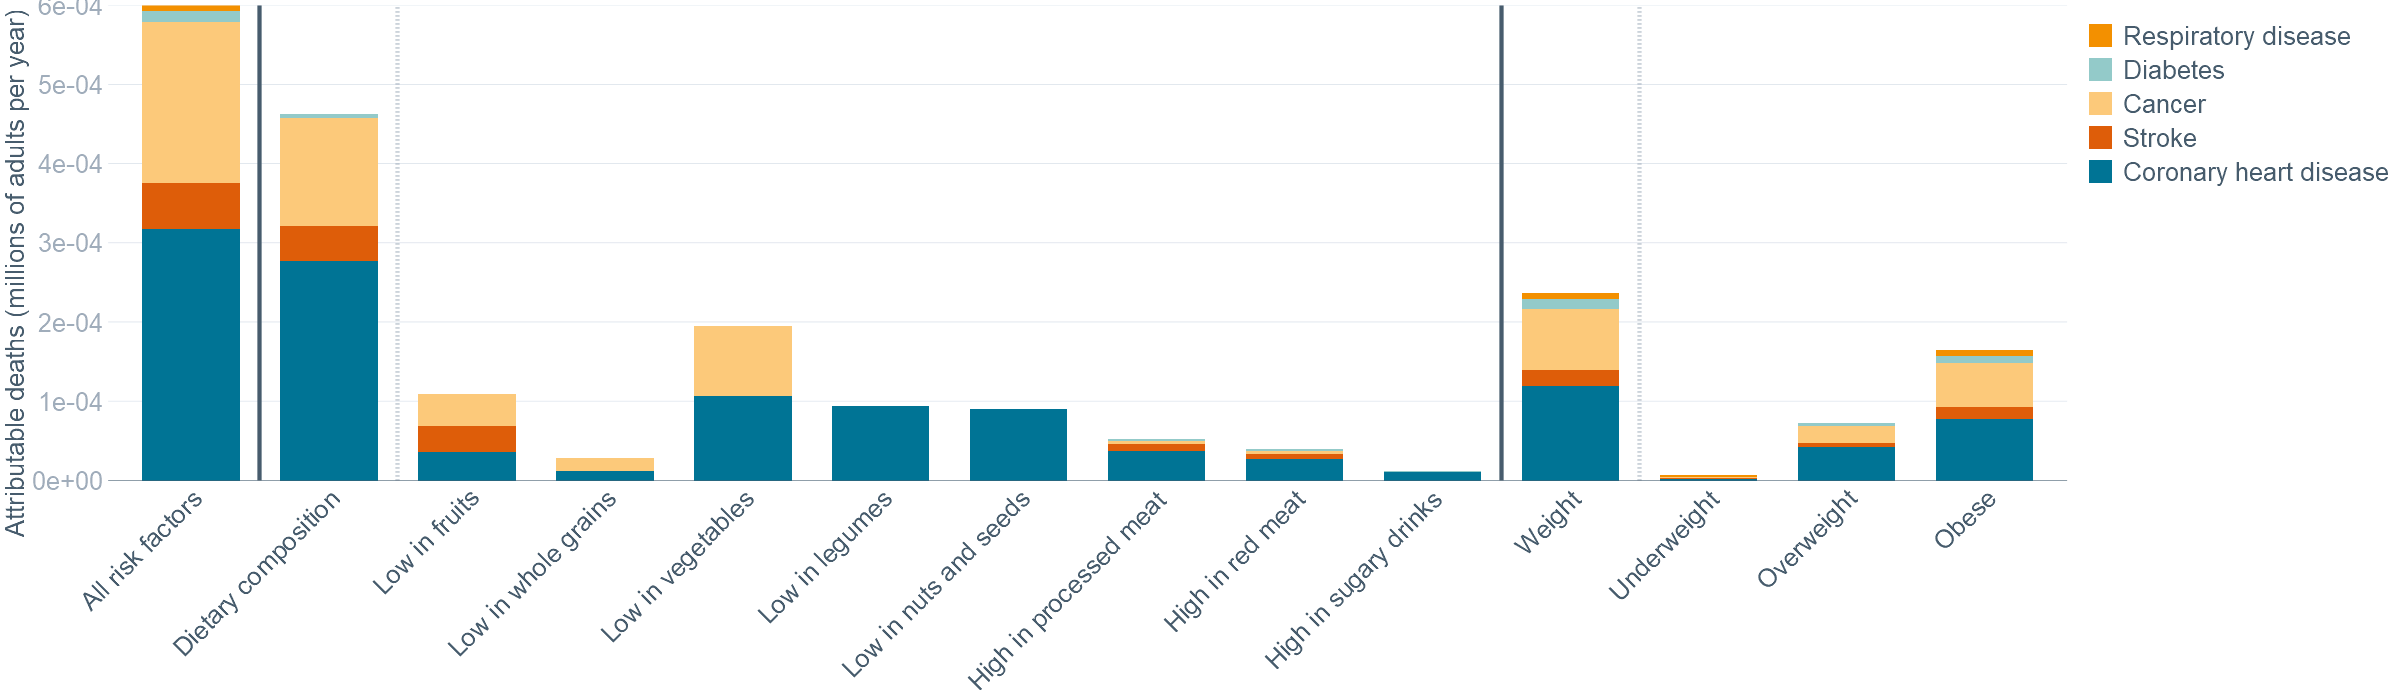 Attributable deaths (millions of adults per year)
6e-04
5e-04
4e-04
3e-04
2e-04
1e-04
0e+00
All risk factors
Dietary composition
Low in fruits
Low in whole grains
Low in vegetables
Low in legumes
Low in nuts and seeds
High in processed meat
High in red meat
High in sugary drinks
Weight
Underweight
Overweight
Obese
Respiratory disease
Diabetes
Cancer
Stroke
Coronary heart disease